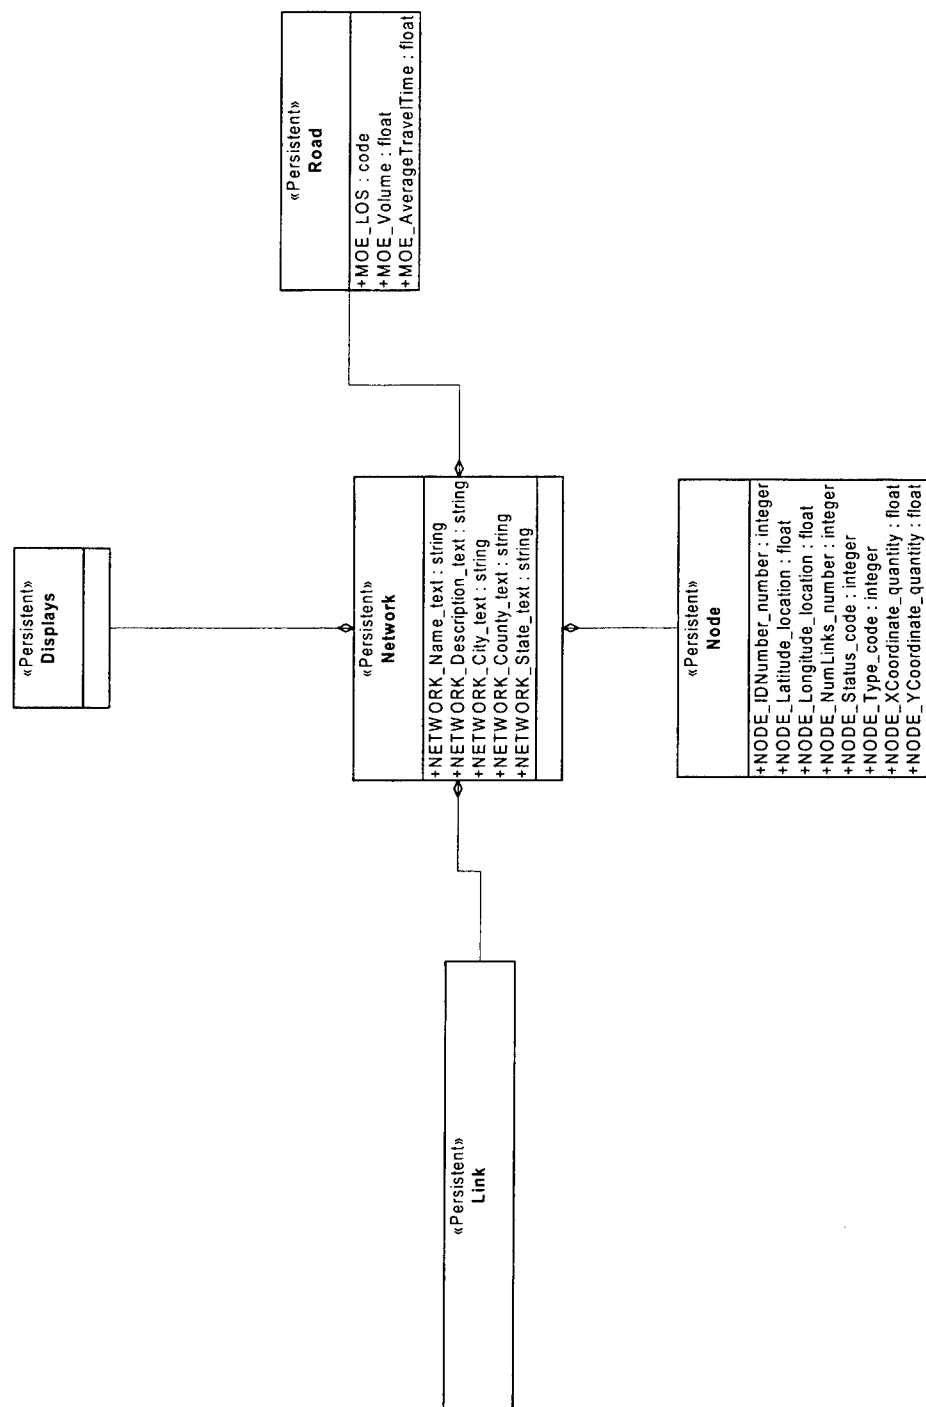 «Persistent»
Displays
«Persistent»
Road
+MOE_LOS : code
+MOE_Volume : float
+MOE_AverageTravelTime : float
«Persistent»
Network
+NETWORK_Name_text : string
+NETWORK_Description_text : string
+NETWORK_City_text : string
+NETWORK_County_text : string
+NETWORK_State_text : string
«Persistent»
Link
«Persistent»
Node
+NODE_IDNumber_number : integer
+NODE_Latitude_location : float
+NODE_Longitude_location : float
+NODE_NumLinks_number : integer
+NODE_Status_code : integer
+NODE_Type_code : integer
+NODE_XCoordinate_quantity : float
+NODE_YCoordinate_quantity : float